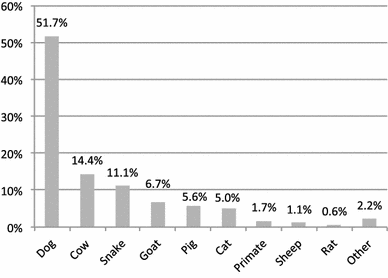 60%
50%
40%
30%
20%
10%
0%
51.7%
14.4%
11.1%
6.7%
5.6%
5.0%
1.7%
1.1%
0.6%
2.2%
Dog
Cow
Snake
Goat
Pig
Cat
Primate
Sheep
Rat
Other